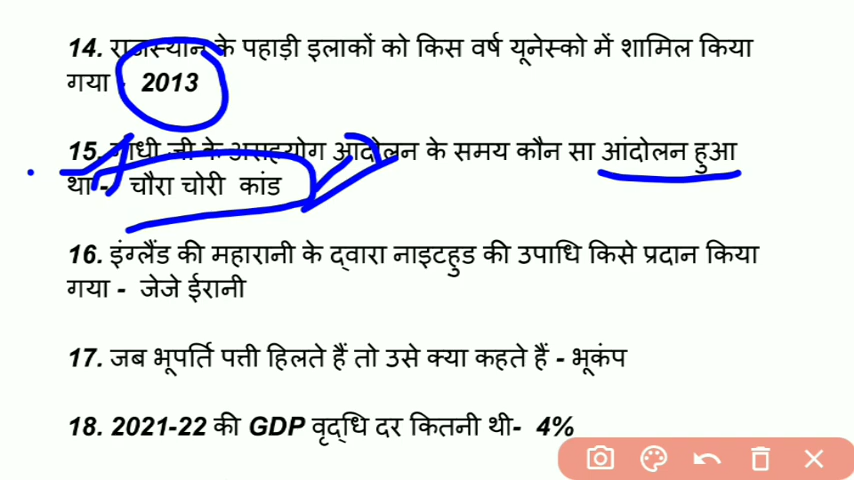 14. राजस्थान के पहाड़ी इलाकों को किस वर्ष यूनेस्को में शामिल किया
गया - 2013
15. गांधी जी के असहयोग आंदोलन के समय कौन सा आंदोलन हुआ
था - चौरा चोरी कांड
16. इंग्लैंड की महारानी के द्वारा नाइटहुड की उपाधि किसे प्रदान किया
गया - जेजे ईरानी
17. जब भूपर्ति पत्ती हिलते हैं तो उसे क्या कहते हैं - भूकंप
18. 2021-22 की GDP वृद्धि दर कितनी थी- 4%